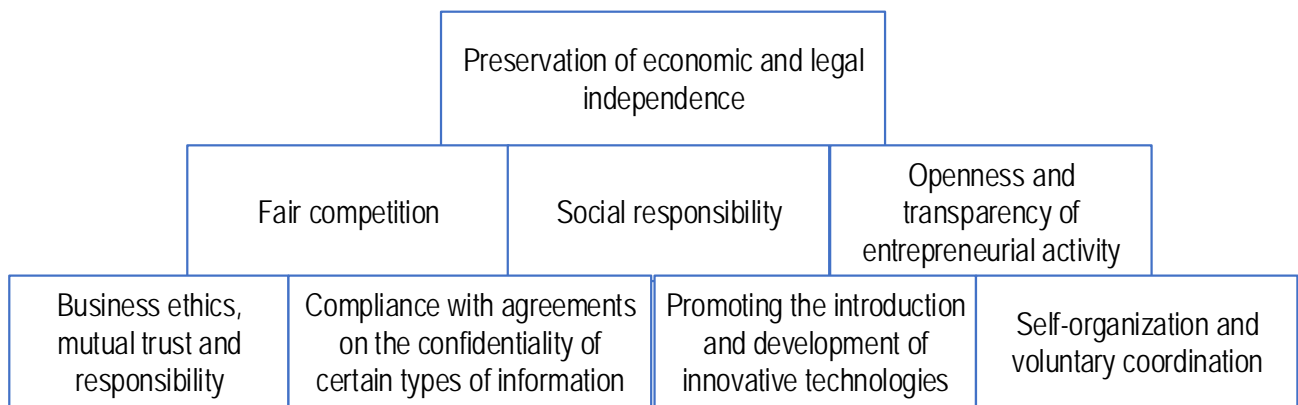 Preservation of economic and legal
independence
Fair competition
Social responsibility
Openness and
transparency of
entrepreneurial activity
Business ethics,
mutual trust and
responsibility
Compliance with agreements
on the confidentiality of
certain types of information
Promoting the introduction
and development of
innovative technologies
Self-organization and
voluntary coordination